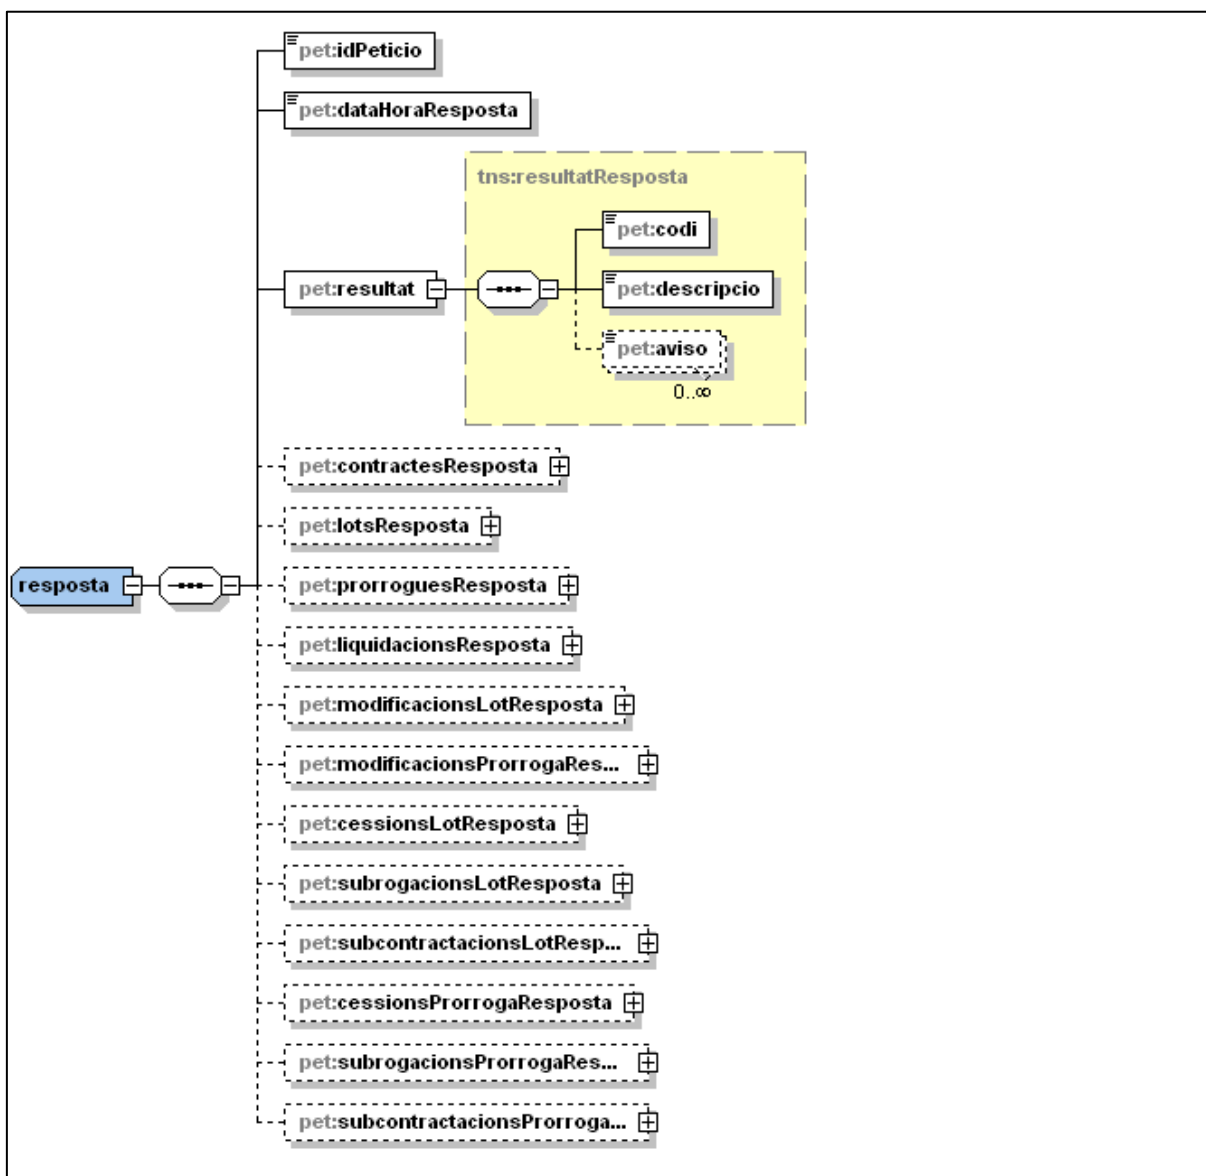 pet:idPeticio
pet:dataHoraResposta
tns:resultatResposta
pet:codi
pet:resultat
pet:descripcio
pet:aviso
0..∞
pet:contractesResposta
pet:lotsResposta
resposta
pet:prorroguesResposta
pet:liquidacionsResposta
pet:modificacionsLotResposta
pet:modificacionsProrrogaRes...
pet:cessionsLotResposta
pet:subrogacionsLotResposta
pet:subcontractacionsLotResp...
pet:cessionsProrrogaResposta
pet:subrogacionsProrrogaRes...
pet:subcontractacionsProrroga...